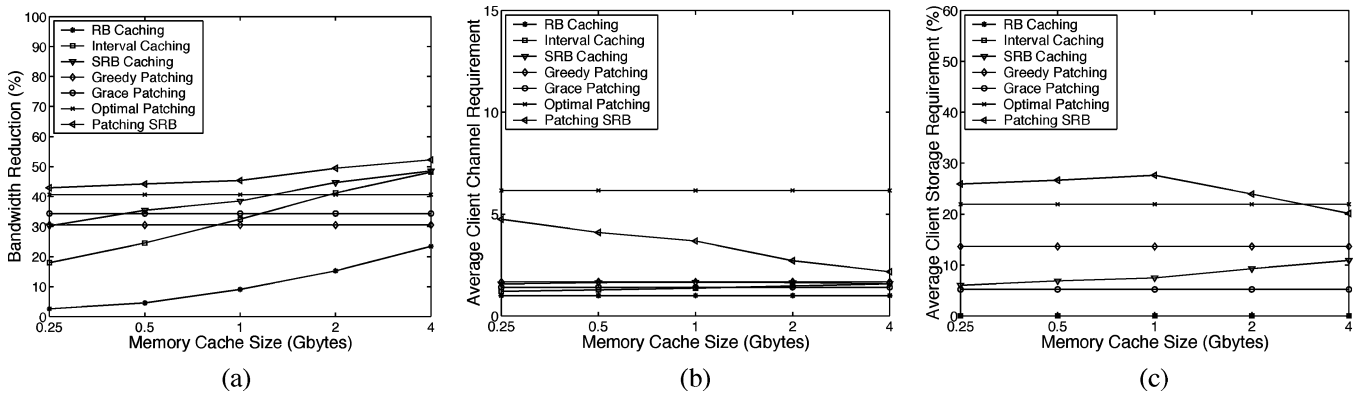 Bandwidth Reduction (%)
100
90
80
70
60
50
40
30
20
10
0
RB Caching
Interval Caching
SRB Caching
Greedy Patching
Grace Patching
Optimal Patching
Patching SRB
0.25 0.5 1 2 4
Memory Cache Size (Gbytes)
(a)
Average Client Channel Requirement
15
10
5
0
RB Caching
Interval Caching
SRB Caching
Greedy Patching
Grace Patching
Optimal Patching
Patching SRB
0.25 0.5 1 2 4
Memory Cache Size (Gbytes)
(b)
Average Client Storage Requirement (%)
60
50
40
30
20
10
0
RB Caching
Interval Caching
SRB Caching
Greedy Patching
Grace Patching
Optimal Patching
Patching SRB
0.25 0.5 1 2 4
Memory Cache Size (Gbytes)
(c)